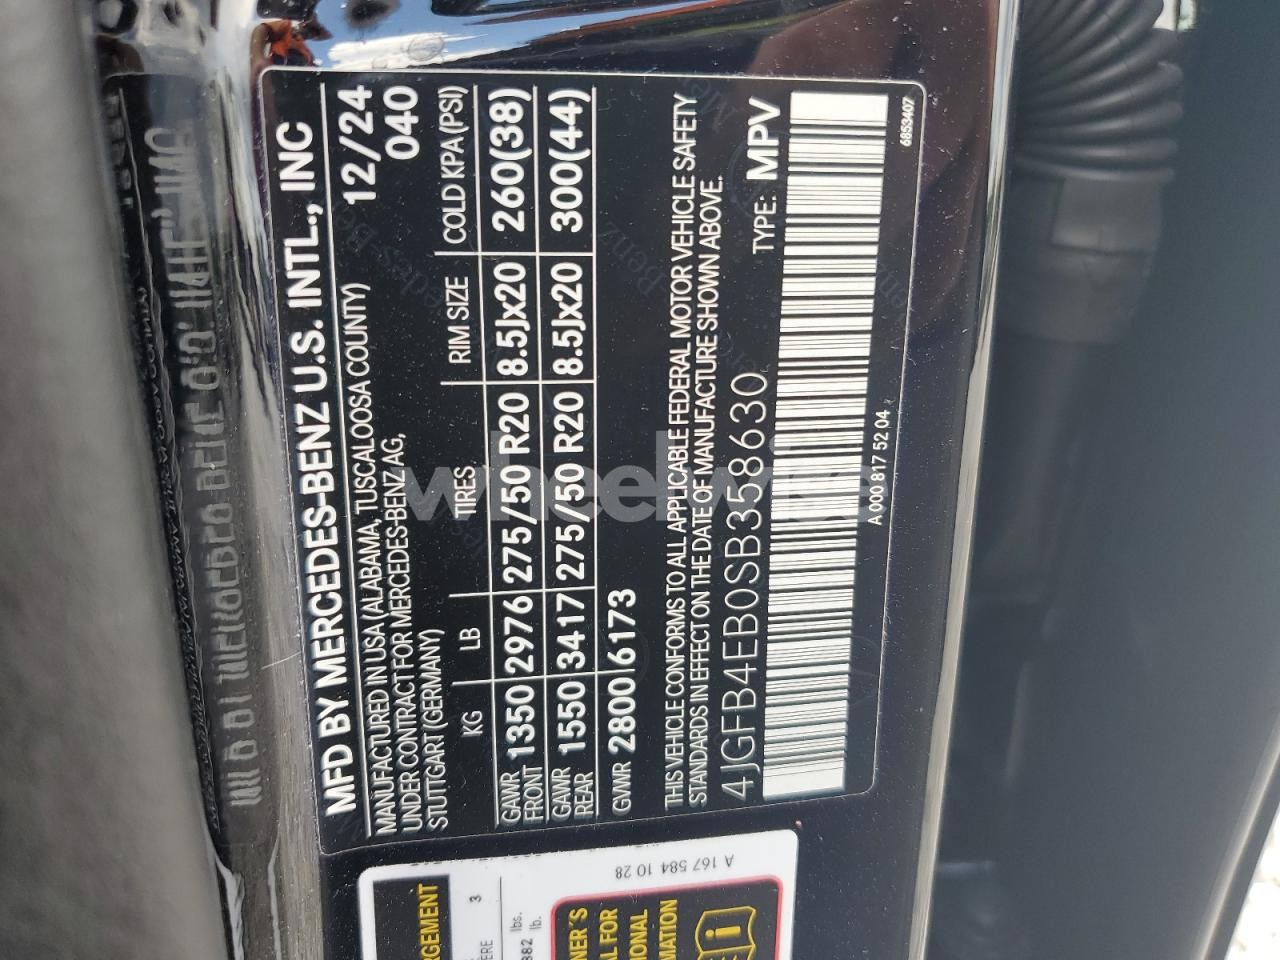 MFD BY MERCEDES-BENZ U.S. INTL., INC
MANUFACTURED IN USA (ALABAMA, TUSCALOOSA COUNTY) 12/24
UNDER CONTRACT FOR MERCEDES-BENZ AG, 040
STUTTGART (GERMANY)
KG LB TIRES RIM SIZE COLD KPA (PSI)
GAWR FRONT 1350 2976 275/50 R20 8.5Jx20 260(38)
GAWR REAR 1550 3417 275/50 R20 8.5Jx20 300(44)
GVWR 2800 6173
THIS VEHICLE CONFORMS TO ALL APPLICABLE FEDERAL MOTOR VEHICLE SAFETY
STANDARDS IN EFFECT ON THE DATE OF MANUFACTURE SHOWN ABOVE.
4JGFB4EB0SB358630 TYPE: MPV
A 000 817 52 04
6853407
wheelwise
A 167 584 10 28
3
lbs.
lb.
i